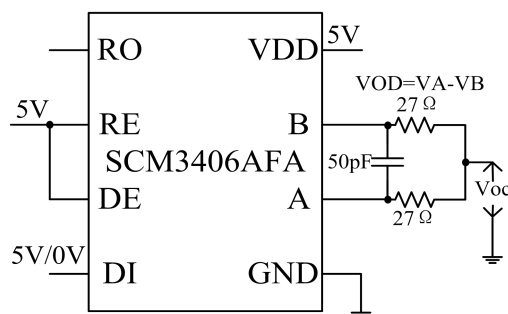 5V
RO
VDD
VOD=VA-VB
5V
RE
B
27 Ω
SCM3406AFA
50pF
DE
A
27 Ω
Voc
5V/0V
DI
GND